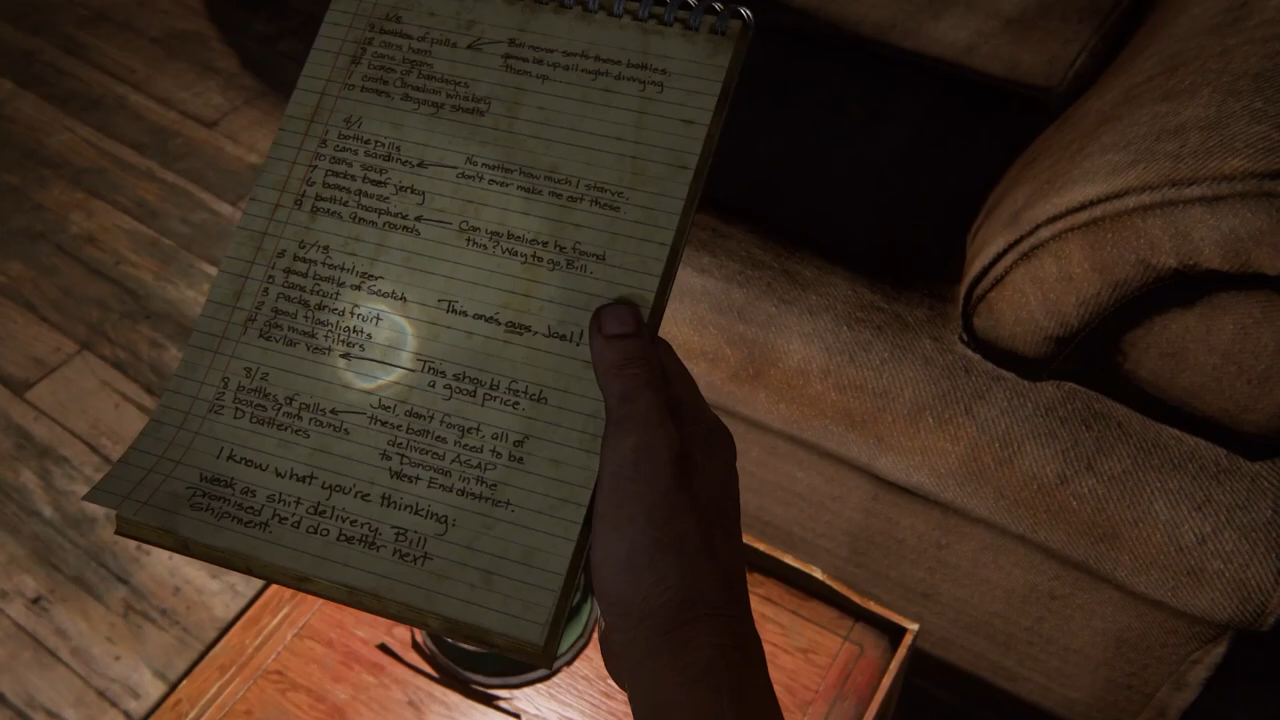 1/8
9 bottles of pills
Bill never sorts these bottles,
12 cans ham
gonna be up all night divvying
9 cans beans
them up...
4 boxes of bandages
1 crate Canadian whiskey
10 boxes, 20 gauge shells
4/1
1 bottle pills
3 cans sardines
No matter how much I starve,
10 cans soup
don't ever make me eat these.
7 packs beef jerky
6 boxes gauze
1 bottle morphine
Can you believe he found
9 boxes 9mm rounds
this? Way to go, Bill.
6/13
3 bags fertilizer
1 good bottle of Scotch
This one's ours, Joel!
5 cans fruit
3 packs dried fruit
2 good flashlights
4 gas mask filters
Kevlar vest
This should fetch
a good price.
8/2
8 bottles of pills
Joel, don't forget, all of
2 boxes 9mm rounds
these bottles need to be
12 D batteries
delivered ASAP
to Donovan in the
West End district.
I know what you're thinking:
weak as shit delivery. Bill
promised he'd do better next
shipment.